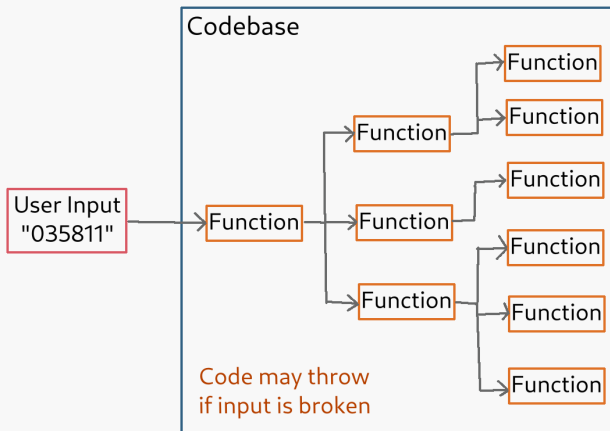 Codebase
Function
Function
Function
Function
User Input
"035811"
Function
Function
Function
Function
Function
Function
Code may throw
if input is broken